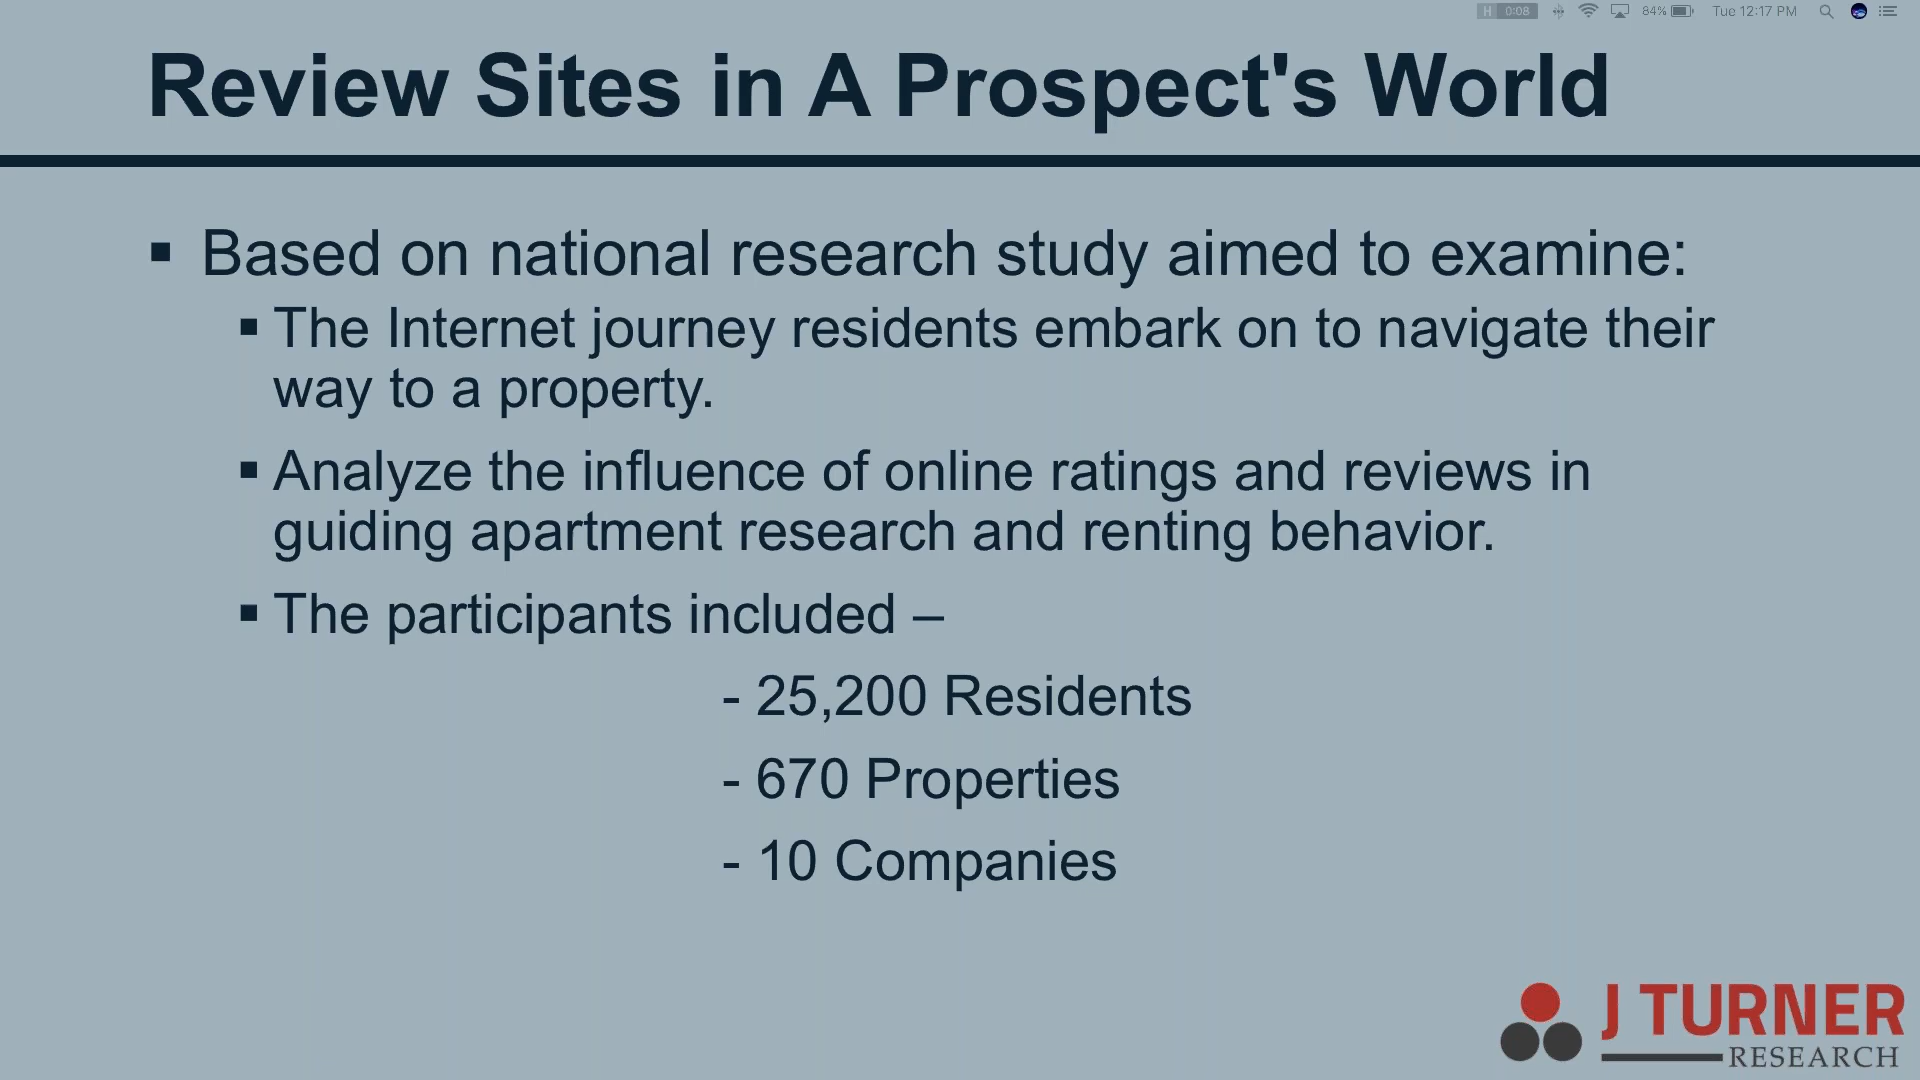 H 0:08 84% Tue 12:17 PM
Review Sites in A Prospect's World
▪ Based on national research study aimed to examine:
▪ The Internet journey residents embark on to navigate their
way to a property.
▪ Analyze the influence of online ratings and reviews in
guiding apartment research and renting behavior.
▪ The participants included –
- 25,200 Residents
- 670 Properties
- 10 Companies
J TURNER
RESEARCH